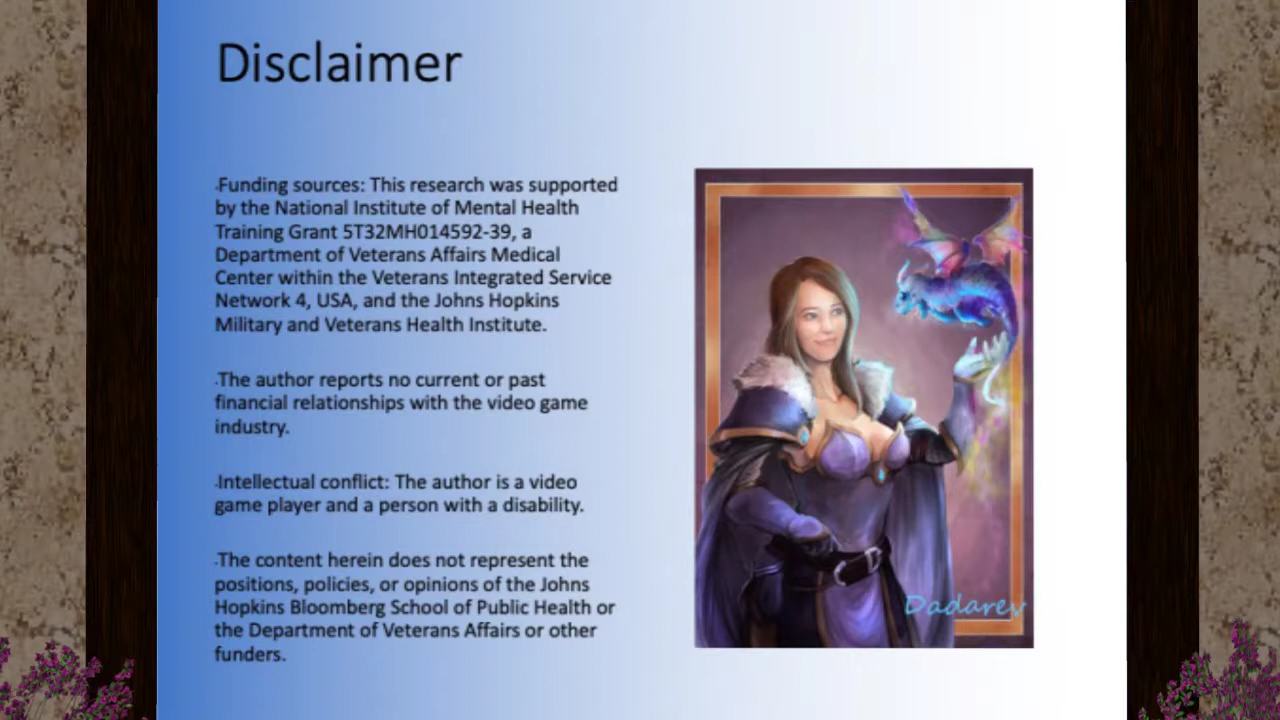 Disclaimer
Funding sources: This research was supported
by the National Institute of Mental Health
Training Grant 5T32MH014592-39, a
Department of Veterans Affairs Medical
Center within the Veterans Integrated Service
Network 4, USA, and the Johns Hopkins
Military and Veterans Health Institute.
The author reports no current or past
financial relationships with the video game
industry.
Intellectual conflict: The author is a video
game player and a person with a disability.
The content herein does not represent the
positions, policies, or opinions of the Johns
Hopkins Bloomberg School of Public Health or
the Department of Veterans Affairs or other
funders.
Dadarev